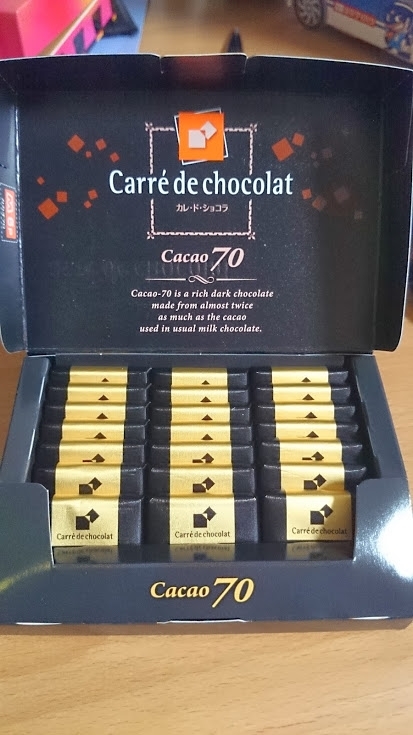 Carré de chocolat
カレ・ド・ショコラ
Cacao 70
Cacao-70 is a rich dark chocolate
made from almost twice
as much as the cacao
used in usual milk chocolate.
Carré de chocolat
Carré de chocolat
Carré de chocolat
Cacao 70